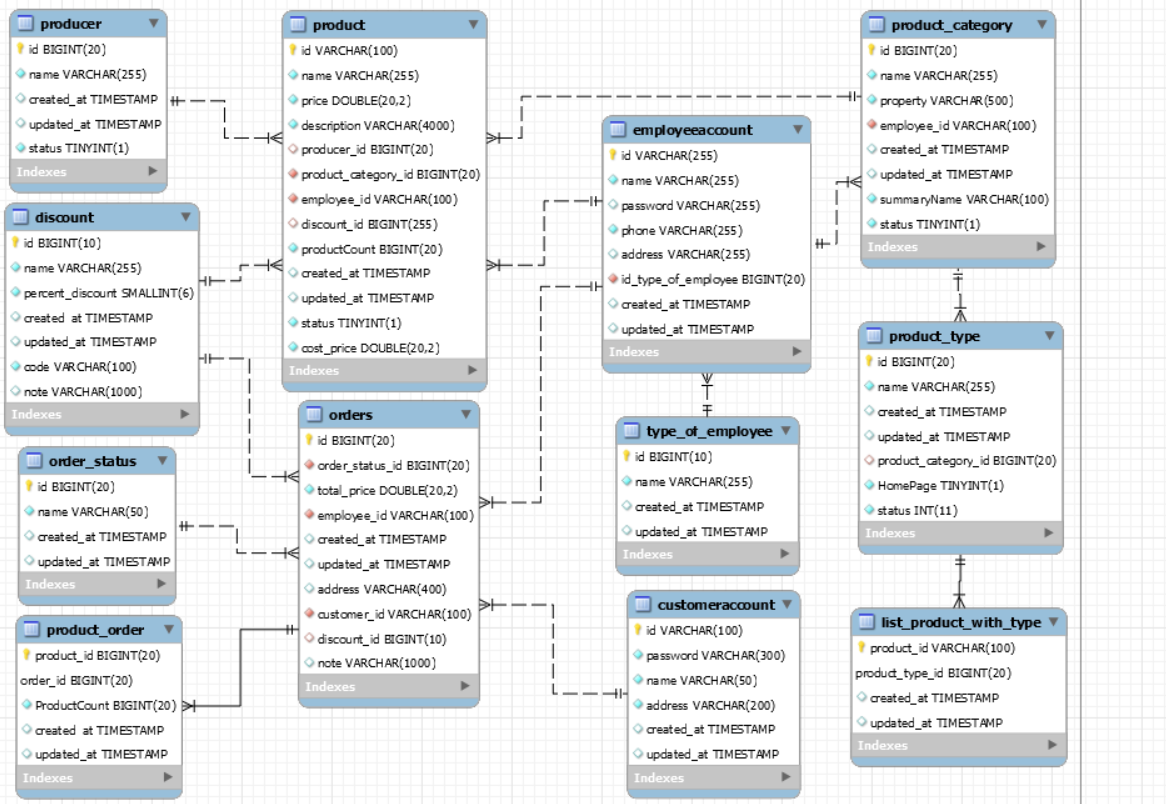 producer
id BIGINT(20)
name VARCHAR(255)
created_at TIMESTAMP
updated_at TIMESTAMP
status TINYINT(1)
Indexes
discount
id BIGINT(10)
name VARCHAR(255)
percent_discount SMALLINT(6)
created_at TIMESTAMP
updated_at TIMESTAMP
code VARCHAR(100)
note VARCHAR(1000)
Indexes
order_status
id BIGINT(20)
name VARCHAR(50)
created_at TIMESTAMP
updated_at TIMESTAMP
Indexes
product_order
product_id BIGINT(20)
order_id BIGINT(20)
ProductCount BIGINT(20)
created_at TIMESTAMP
updated_at TIMESTAMP
Indexes
product
id VARCHAR(100)
name VARCHAR(255)
price DOUBLE(20,2)
description VARCHAR(4000)
producer_id BIGINT(20)
product_category_id BIGINT(20)
employee_id VARCHAR(100)
discount_id BIGINT(255)
productCount BIGINT(20)
created_at TIMESTAMP
updated_at TIMESTAMP
status TINYINT(1)
cost_price DOUBLE(20,2)
Indexes
orders
id BIGINT(20)
order_status_id BIGINT(20)
total_price DOUBLE(20,2)
employee_id VARCHAR(100)
created_at TIMESTAMP
updated_at TIMESTAMP
address VARCHAR(400)
customer_id VARCHAR(100)
discount_id BIGINT(10)
note VARCHAR(1000)
Indexes
employeeaccount
id VARCHAR(255)
name VARCHAR(255)
password VARCHAR(255)
phone VARCHAR(255)
address VARCHAR(255)
id_type_of_employee BIGINT(20)
created_at TIMESTAMP
updated_at TIMESTAMP
Indexes
type_of_employee
id BIGINT(10)
name VARCHAR(255)
created_at TIMESTAMP
updated_at TIMESTAMP
Indexes
customeraccount
id VARCHAR(100)
password VARCHAR(300)
name VARCHAR(50)
address VARCHAR(200)
created_at TIMESTAMP
updated_at TIMESTAMP
Indexes
product_category
id BIGINT(20)
name VARCHAR(255)
property VARCHAR(500)
employee_id VARCHAR(100)
created_at TIMESTAMP
updated_at TIMESTAMP
summaryName VARCHAR(100)
status TINYINT(1)
Indexes
product_type
id BIGINT(20)
name VARCHAR(255)
created_at TIMESTAMP
updated_at TIMESTAMP
product_category_id BIGINT(20)
HomePage TINYINT(1)
status INT(11)
Indexes
list_product_with_type
product_id VARCHAR(100)
product_type_id BIGINT(20)
created_at TIMESTAMP
updated_at TIMESTAMP
Indexes